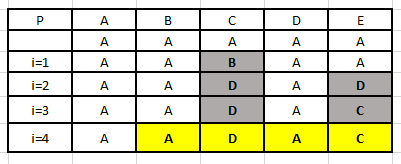 P A B C D E
A A A A A
i=1 A A B A A
i=2 A A D A D
i=3 A A D A C
i=4 A A D A C